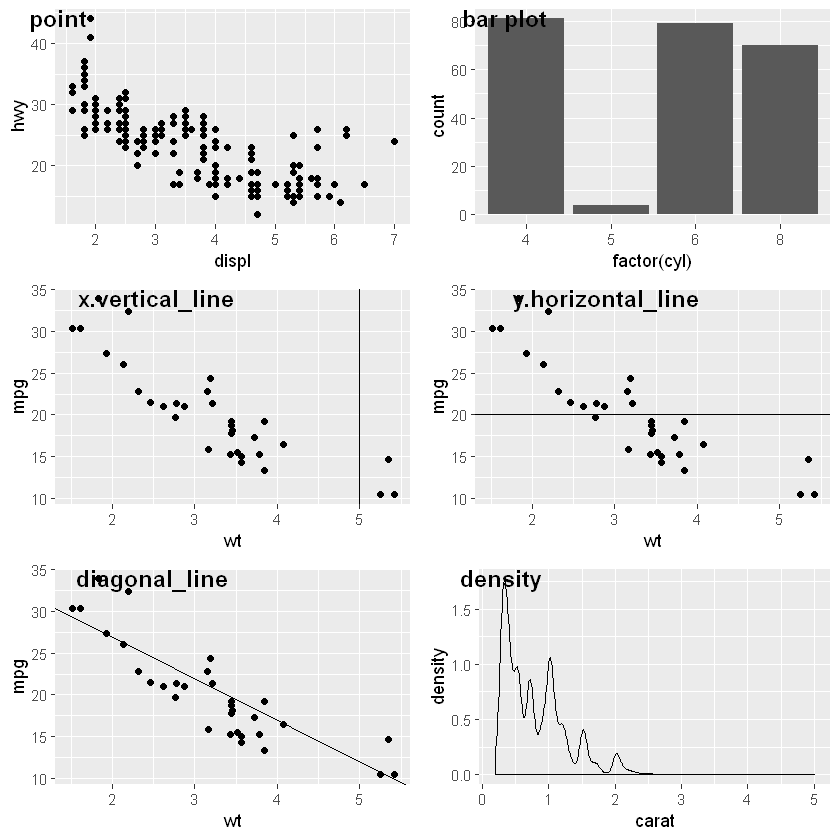 point
bar plot
40
30
20
hwy
2 3 4 5 6 7
displ
80
60
40
20
0
count
4 5 6 8
factor(cyl)
x.vertical_line
y.horizontal_line
35
30
25
20
15
10
mpg
2 3 4 5
wt
35
30
25
20
15
10
mpg
2 3 4 5
wt
diagonal_line
density
35
30
25
20
15
10
mpg
2 3 4 5
wt
1.5
1.0
0.5
0.0
density
0 1 2 3 4 5
carat